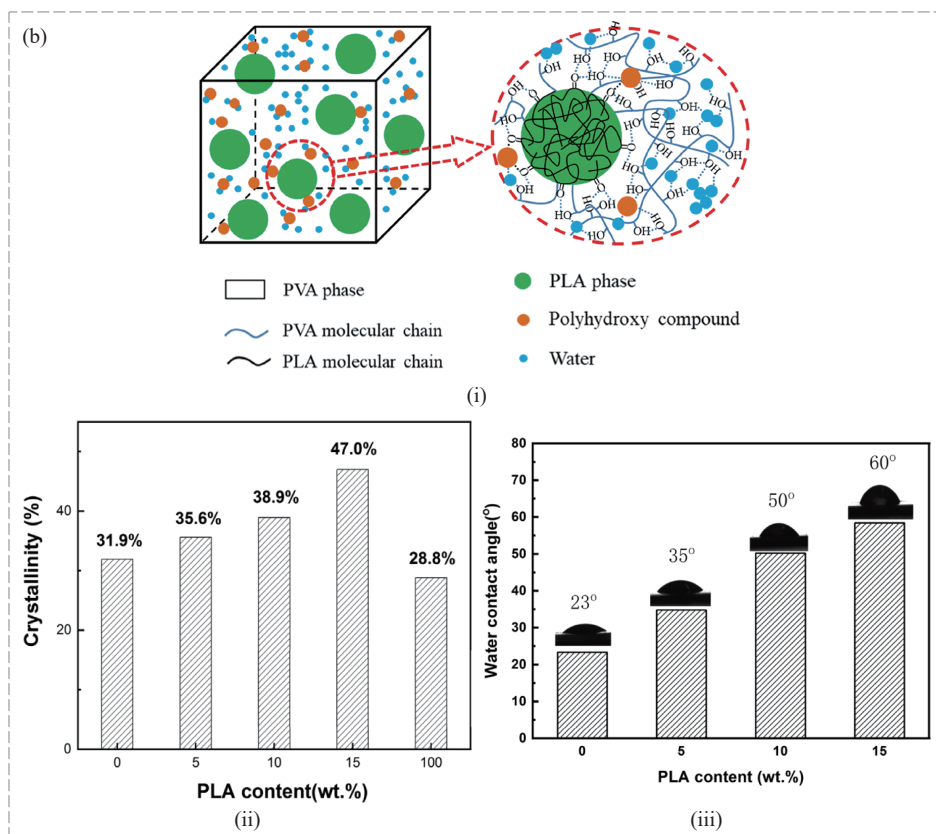 (b)
PVA phase
PLA phase
PVA molecular chain
Polyhydroxy compound
PLA molecular chain
Water
(i)
Crystallinity (%)
40
20
0
31.9%
35.6%
38.9%
47.0%
28.8%
0 5 10 15 100
PLA content(wt.%)
(ii)
Water contact angle(°)
80
70
60
50
40
30
20
10
0
23°
35°
50°
60°
0 5 10 15
PLA content (wt.%)
(iii)